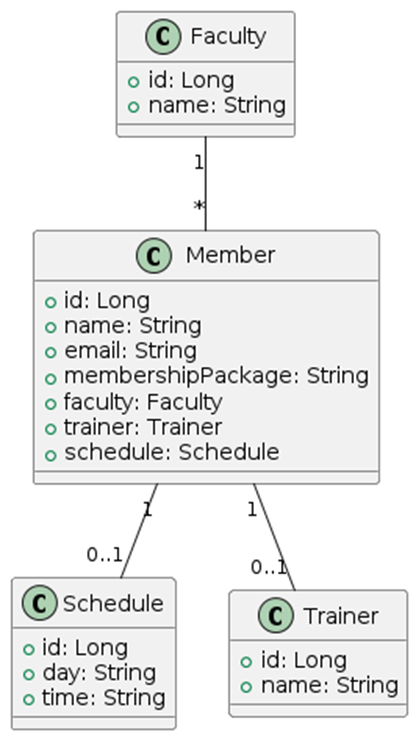 C Faculty
id: Long
name: String
1
*
C Member
id: Long
name: String
email: String
membershipPackage: String
faculty: Faculty
trainer: Trainer
schedule: Schedule
1
0..1
C Schedule
id: Long
day: String
time: String
1
0..1
C Trainer
id: Long
name: String